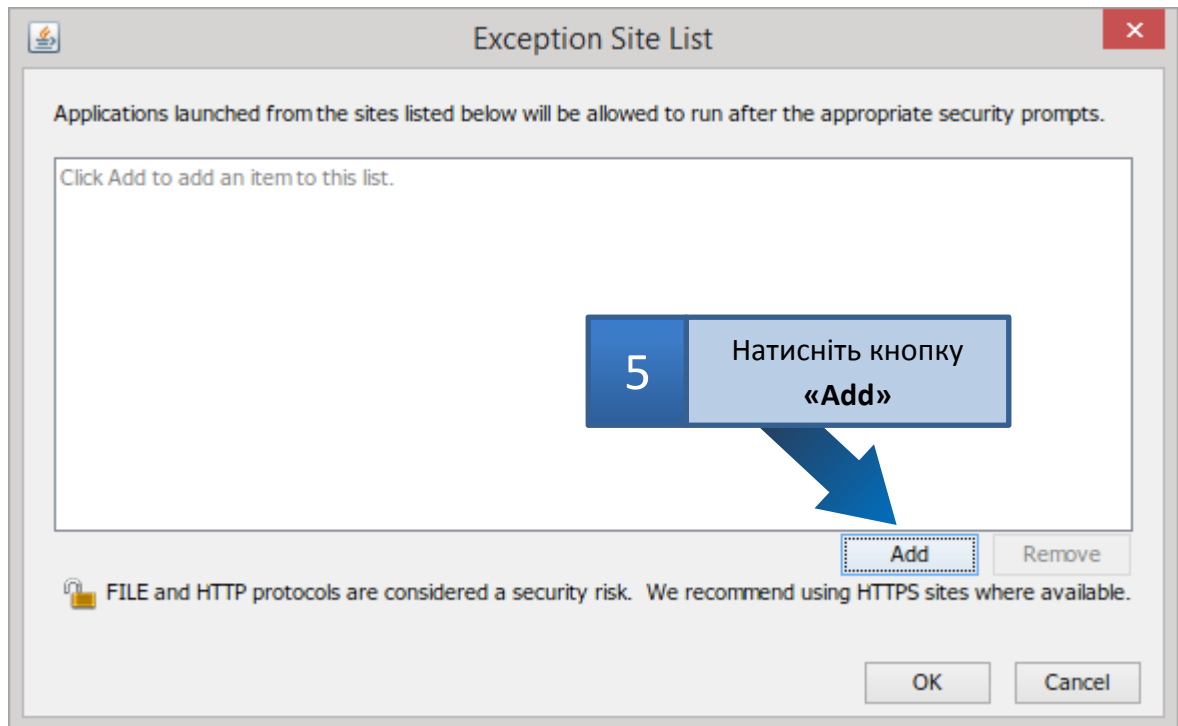 Exception Site List
Applications launched from the sites listed below will be allowed to run after the appropriate security prompts.
Click Add to add an item to this list.
5
Натисніть кнопку
«Add»
Add Remove
FILE and HTTP protocols are considered a security risk. We recommend using HTTPS sites where available.
OK Cancel